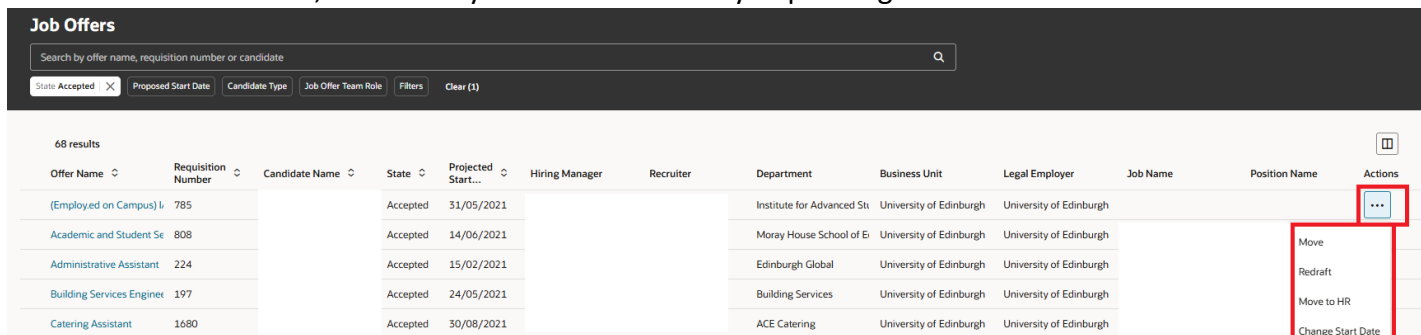 Job Offers
Search by offer name, requisition number or candidate
State Accepted Proposed Start Date Candidate Type Job Offer Team Role Filters Clear (1)
68 results
Offer Name Requisition Number Candidate Name State Projected Start... Hiring Manager Recruiter Department Business Unit Legal Employer Job Name Position Name Actions
(Employ.ed on Campus) 785 Accepted 31/05/2021 Institute for Advanced Stu University of Edinburgh University of Edinburgh ...
Academic and Student Se 808 Accepted 14/06/2021 Moray House School of E University of Edinburgh University of Edinburgh
Move
Administrative Assistant 224 Accepted 15/02/2021 Edinburgh Global University of Edinburgh University of Edinburgh
Redraft
Building Services Enginee 197 Accepted 24/05/2021 Building Services University of Edinburgh University of Edinburgh
Move to HR
Catering Assistant 1680 Accepted 30/08/2021 ACE Catering University of Edinburgh University of Edinburgh
Change Start Date